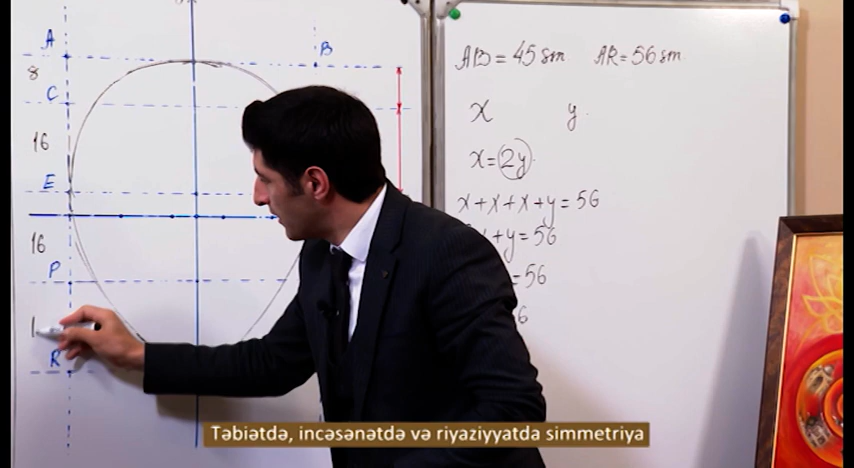 A B
8
C
16
E
16
P
1
R
AB = 45 sm AR = 56 sm
x y
x = 2y
x + x + x + y = 56
+ y = 56
= 56
6
Təbiətdə, incəsənətdə və riyaziyyatda simmetriya